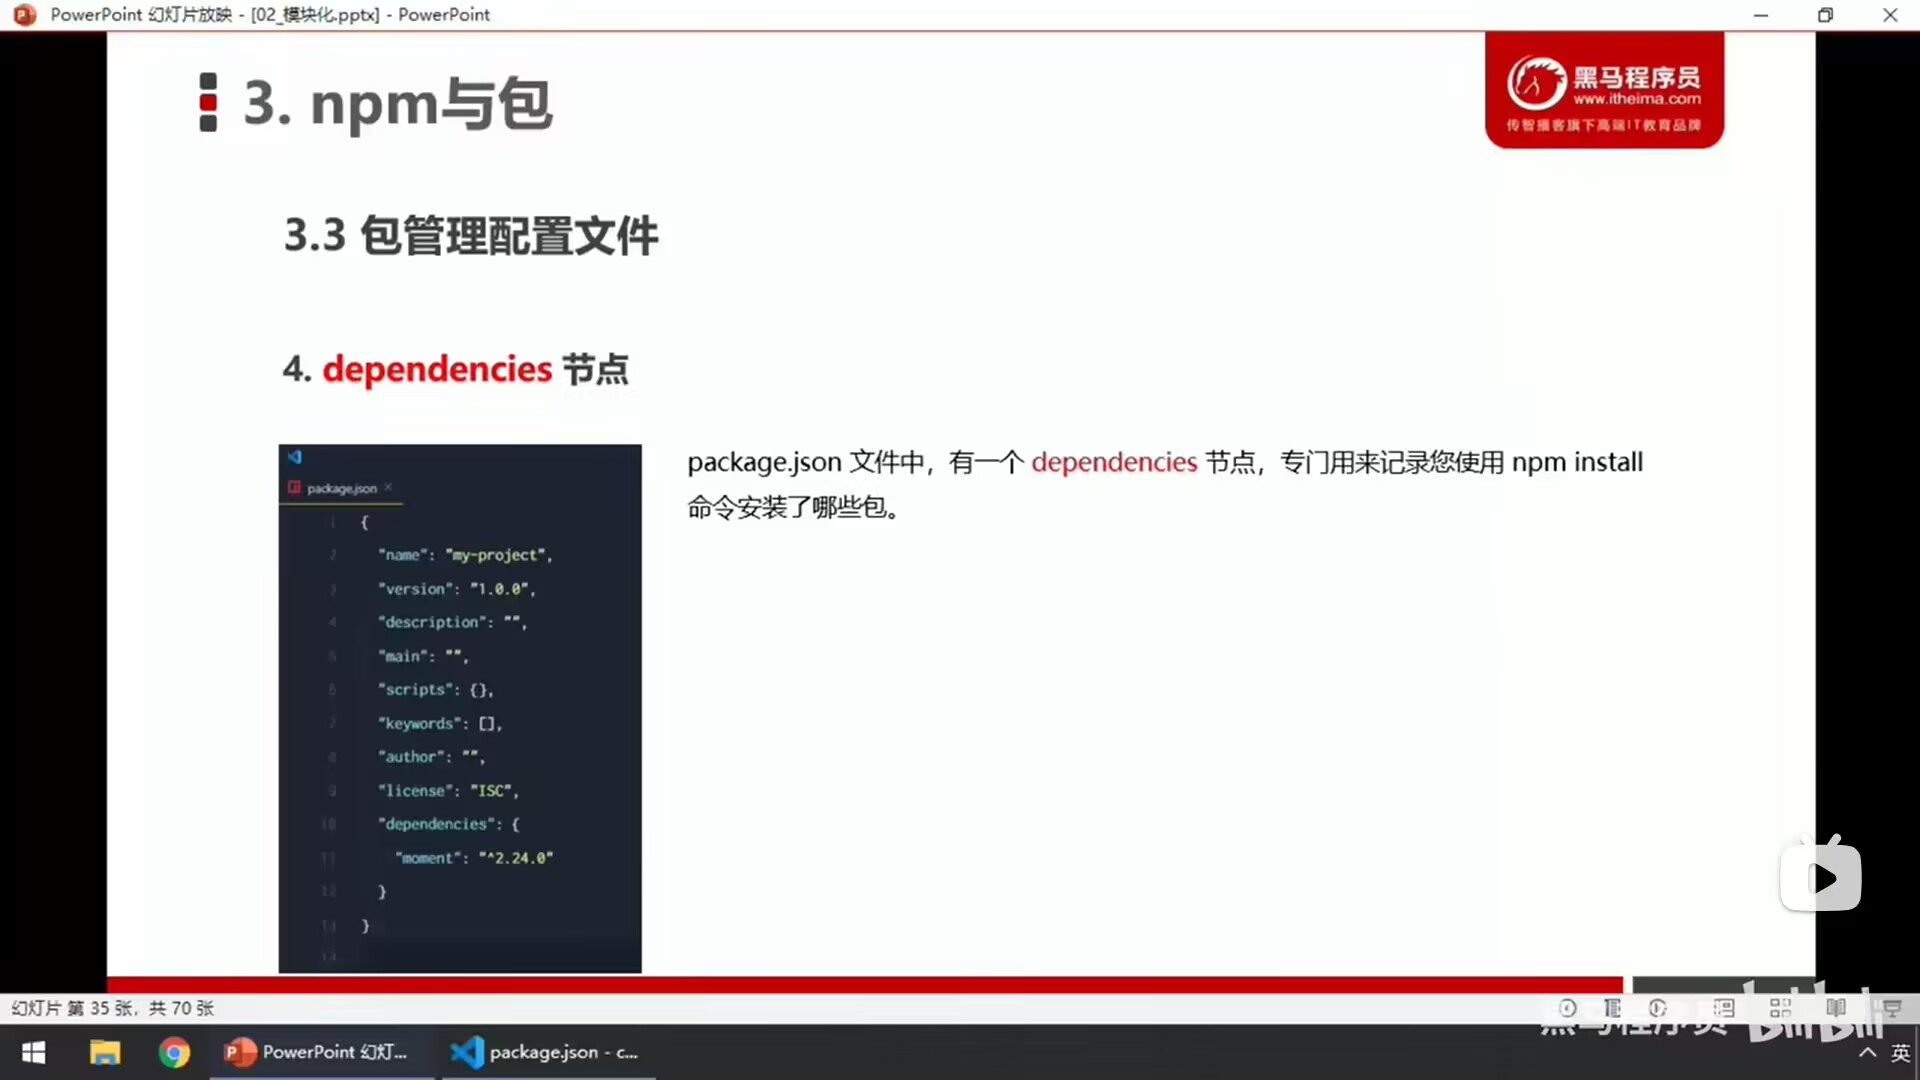 PowerPoint 幻灯片放映 - [02_模块化.pptx] - PowerPoint
3. npm与包
黑马程序员
www.itheima.com
传智播客旗下高端IT教育品牌
3.3 包管理配置文件
4. dependencies 节点
package.json ×
1 {
2 "name": "my-project",
3 "version": "1.0.0",
4 "description": "",
5 "main": "",
6 "scripts": {},
7 "keywords": [],
8 "author": "",
9 "license": "ISC",
10 "dependencies": {
11 "moment": "^2.24.0"
12 }
13 }
14
package.json 文件中，有一个 dependencies 节点，专门用来记录您使用 npm install
命令安装了哪些包。
幻灯片 第 35 张，共 70 张
黑马程序员 bilibili
PowerPoint 幻灯...
package.json - c...
英